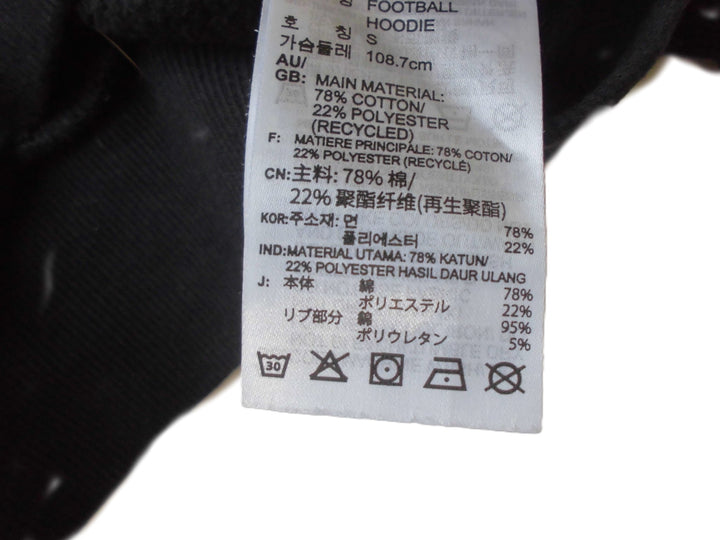 FOOTBALL
HOODIE
호 칭 S
가슴둘레 108.7cm
AU/
GB: MAIN MATERIAL:
78% COTTON/
22% POLYESTER
(RECYCLED)
F: MATIERE PRINCIPALE: 78% COTON/
22% POLYESTER (RECYCLÉ)
CN:主料: 78% 棉/
22% 聚酯纤维(再生聚酯)
KOR:주소재: 면 78%
폴리에스터 22%
IND:MATERIAL UTAMA: 78% KATUN/
22% POLYESTER HASIL DAUR ULANG
J: 本体 綿 78%
ポリエステル 22%
リブ部分 綿 95%
ポリウレタン 5%
30